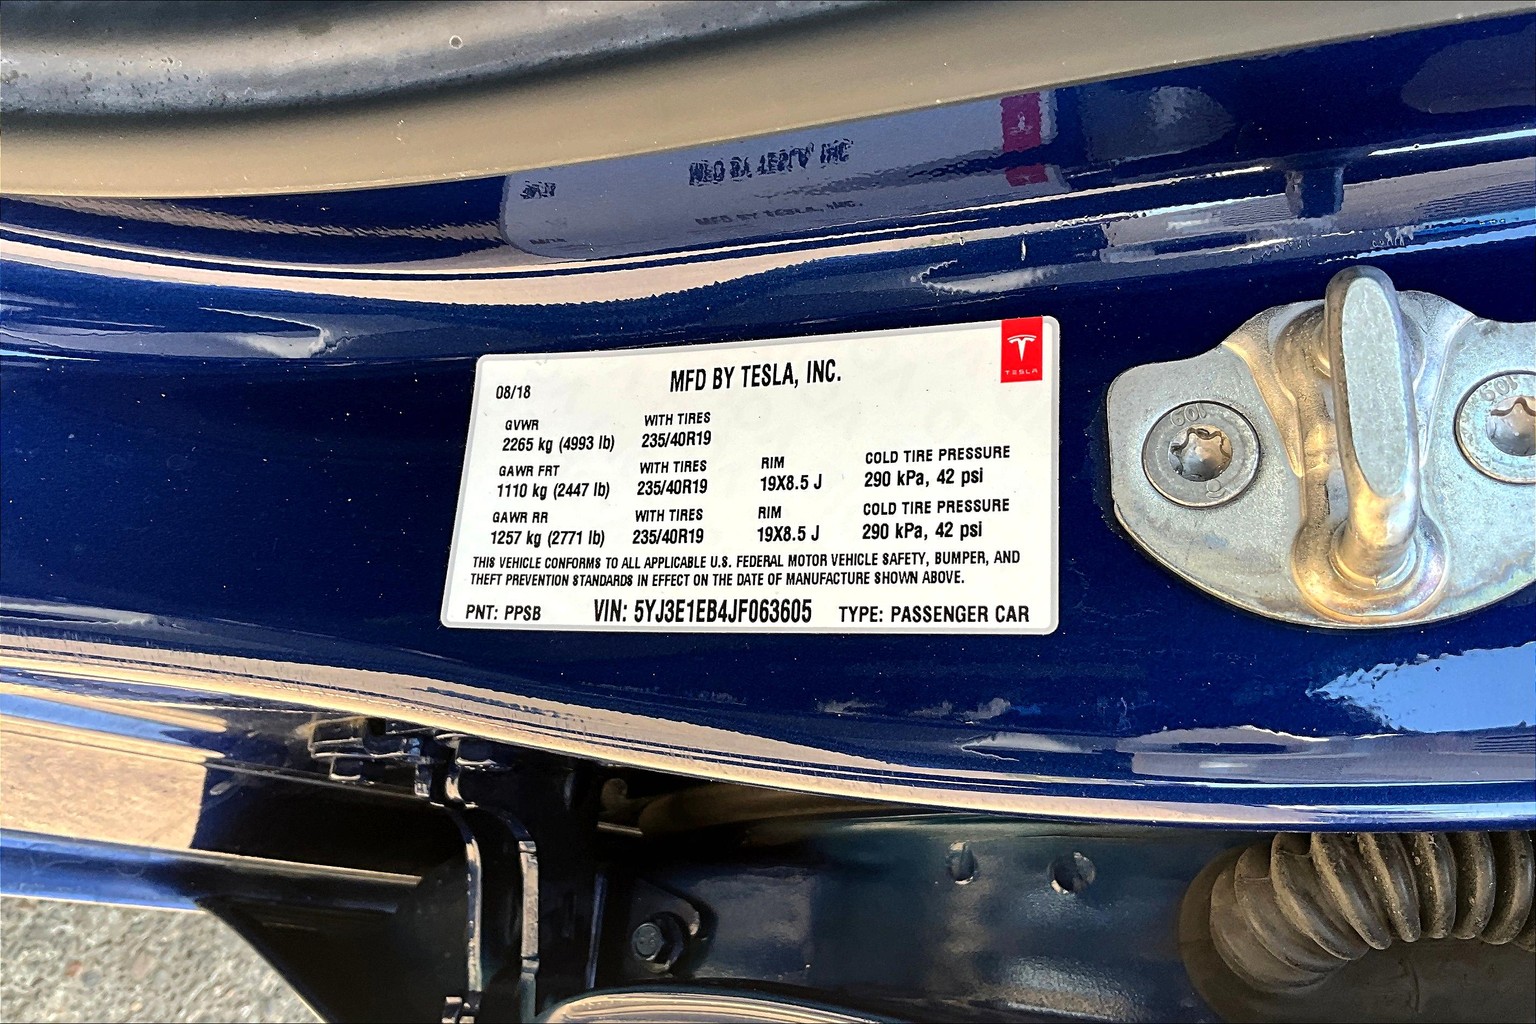 TESLA
08/18
MFD BY TESLA, INC.
GVWR
2265 kg (4993 lb)
WITH TIRES
235/40R19
GAWR FRT
1110 kg (2447 lb)
WITH TIRES
235/40R19
RIM
19X8.5 J
COLD TIRE PRESSURE
290 kPa, 42 psi
GAWR RR
1257 kg (2771 lb)
WITH TIRES
235/40R19
RIM
19X8.5 J
COLD TIRE PRESSURE
290 kPa, 42 psi
THIS VEHICLE CONFORMS TO ALL APPLICABLE U.S. FEDERAL MOTOR VEHICLE SAFETY, BUMPER, AND
THEFT PREVENTION STANDARDS IN EFFECT ON THE DATE OF MANUFACTURE SHOWN ABOVE.
PNT: PPSB
VIN: 5YJ3E1EB4JF063605
TYPE: PASSENGER CAR